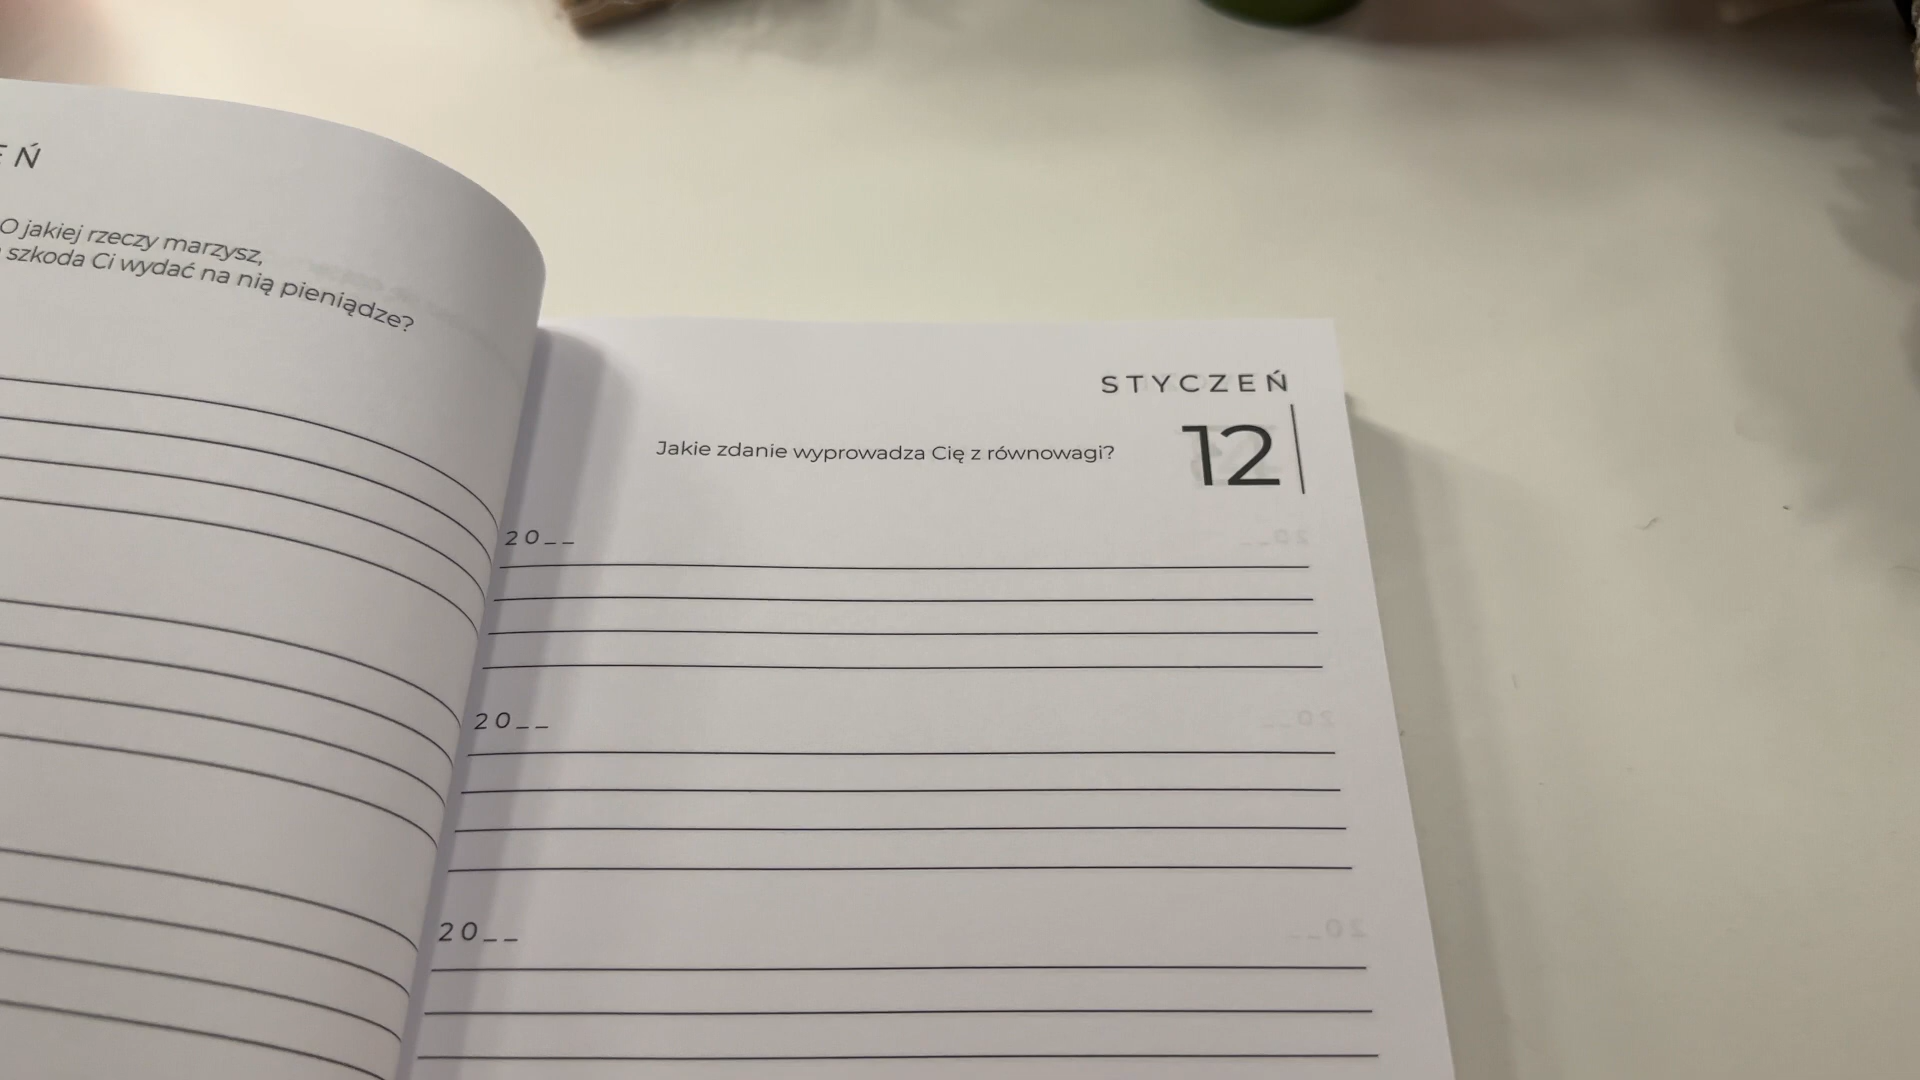 EŃ
O jakiej rzeczy marzysz,
szkoda Ci wydać na nią pieniądze?
STYCZEŃ
12
Jakie zdanie wyprowadza Cię z równowagi?
20__
20__
20__